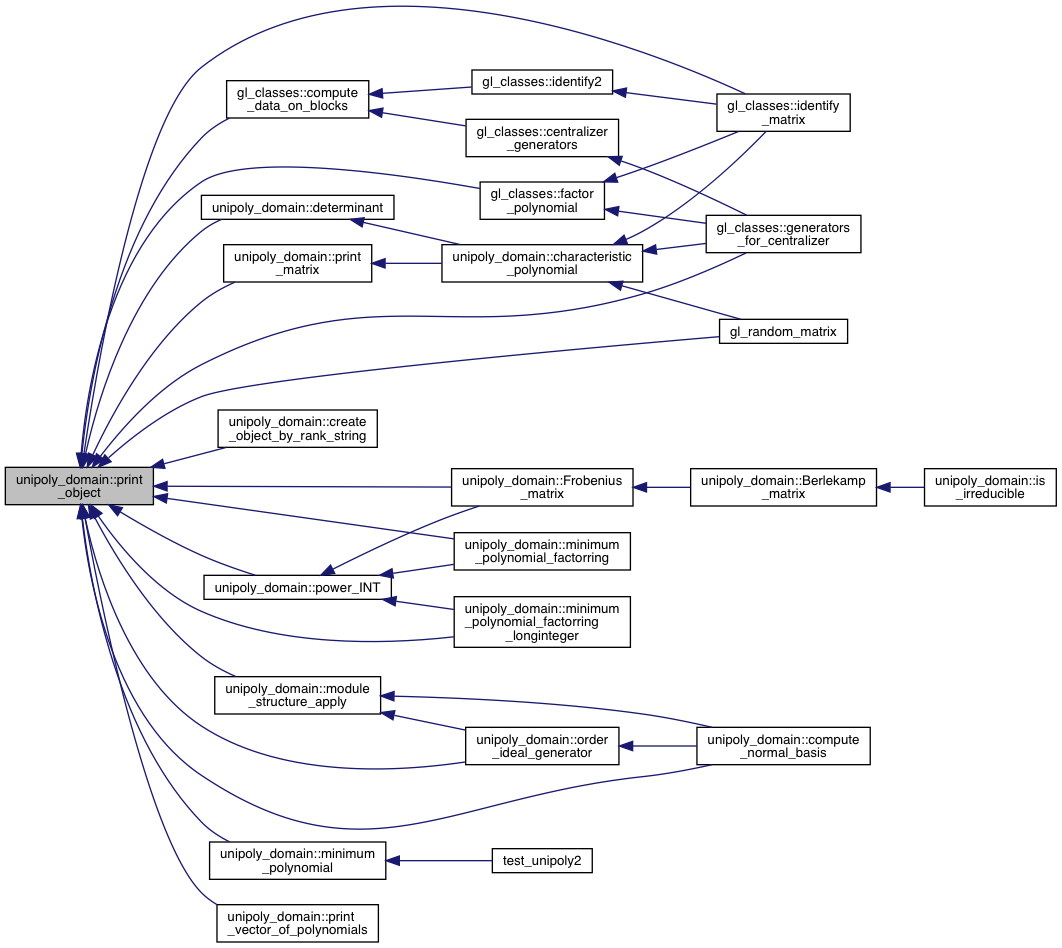 gl_classes::identify2
gl_classes::compute
_data_on_blocks
gl_classes::identify
_matrix
gl_classes::centralizer
_generators
gl_classes::factor
_polynomial
unipoly_domain::determinant
gl_classes::generators
_for_centralizer
unipoly_domain::print
_matrix
unipoly_domain::characteristic
_polynomial
gl_random_matrix
unipoly_domain::create
_object_by_rank_string
unipoly_domain::print
_object
unipoly_domain::Frobenius
_matrix
unipoly_domain::Berlekamp
_matrix
unipoly_domain::is
_irreducible
unipoly_domain::minimum
_polynomial_factorring
unipoly_domain::power_INT
unipoly_domain::minimum
_polynomial_factorring
_longinteger
unipoly_domain::module
_structure_apply
unipoly_domain::order
_ideal_generator
unipoly_domain::compute
_normal_basis
unipoly_domain::minimum
_polynomial
test_unipoly2
unipoly_domain::print
_vector_of_polynomials